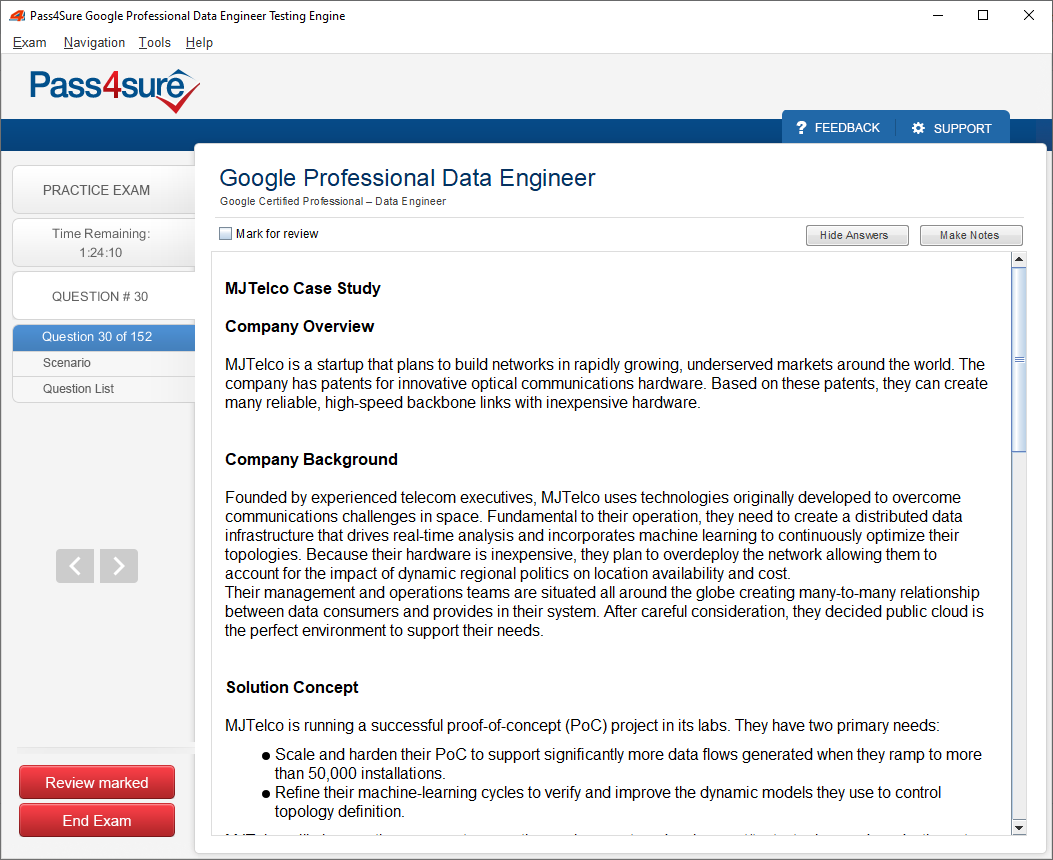 Pass4Sure Google Professional Data Engineer Testing Engine
Exam Navigation Tools Help
Pass4sure
? FEEDBACK SUPPORT
PRACTICE EXAM
Time Remaining:
1:24:10
QUESTION # 30
Question 30 of 152
Scenario
Question List
Review marked
End Exam
Google Professional Data Engineer
Google Certified Professional – Data Engineer
Mark for review
Hide Answers Make Notes
MJTelco Case Study
Company Overview
MJTelco is a startup that plans to build networks in rapidly growing, underserved markets around the world. The
company has patents for innovative optical communications hardware. Based on these patents, they can create
many reliable, high-speed backbone links with inexpensive hardware.
Company Background
Founded by experienced telecom executives, MJTelco uses technologies originally developed to overcome
communications challenges in space. Fundamental to their operation, they need to create a distributed data
infrastructure that drives real-time analysis and incorporates machine learning to continuously optimize their
topologies. Because their hardware is inexpensive, they plan to overdeploy the network allowing them to
account for the impact of dynamic regional politics on location availability and cost.
Their management and operations teams are situated all around the globe creating many-to-many relationship
between data consumers and provides in their system. After careful consideration, they decided public cloud is
the perfect environment to support their needs.
Solution Concept
MJTelco is running a successful proof-of-concept (PoC) project in its labs. They have two primary needs:
● Scale and harden their PoC to support significantly more data flows generated when they ramp to more
than 50,000 installations.
● Refine their machine-learning cycles to verify and improve the dynamic models they use to control
topology definition.